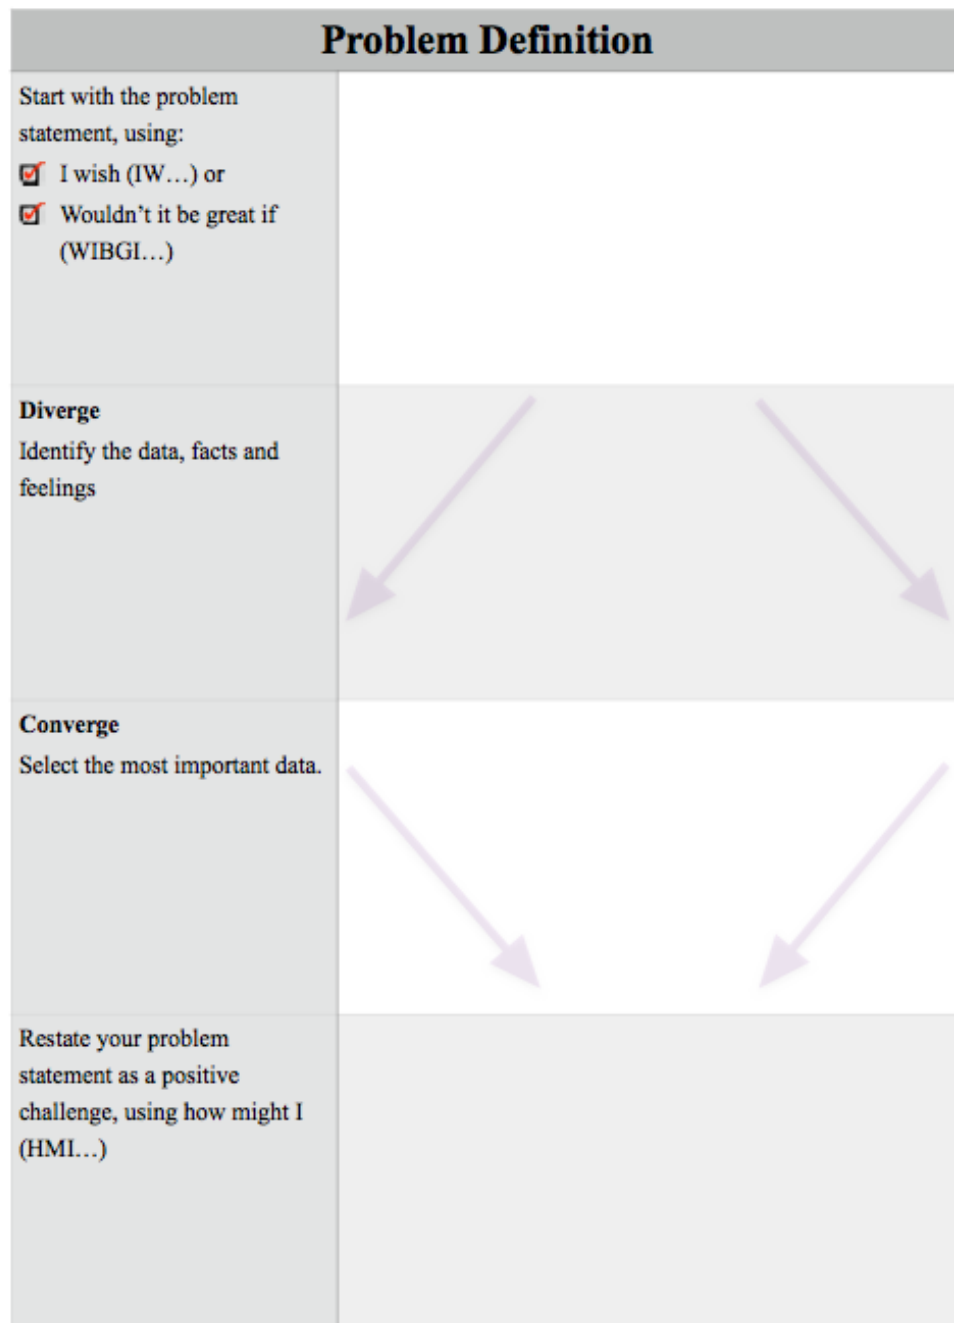 Problem Definition
Start with the problem
statement, using:
I wish (IW…) or
Wouldn’t it be great if
(WIBGI…)
Diverge
Identify the data, facts and
feelings
Converge
Select the most important data.
Restate your problem
statement as a positive
challenge, using how might I
(HMI…)